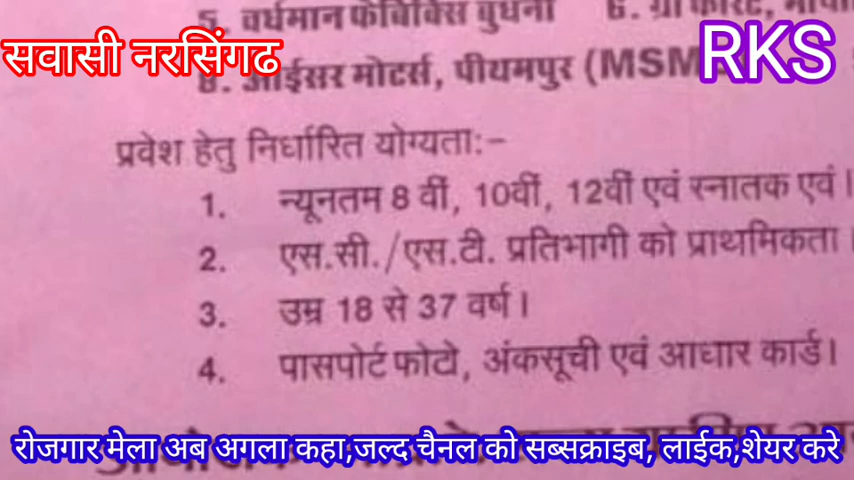 5. वर्धमान फेबिक्सि बुधनी 6.
सवासी नरसिंगढ
RKS
8. आईसर मोटर्स, पीथमपुर (MSM
प्रवेश हेतु निर्धारित योग्यता:–
1. न्यूनतम 8 वीं, 10वीं, 12वीं एवं स्नातक एवं
2. एस.सी./एस.टी. प्रतिभागी को प्राथमिकता
3. उम्र 18 से 37 वर्ष।
4. पासपोर्ट फोटो, अंकसूची एवं आधार कार्ड।
रोजगार मेला अब अगला कहा,जल्द चैनल को सब्सक्राइब, लाईक,शेयर करे